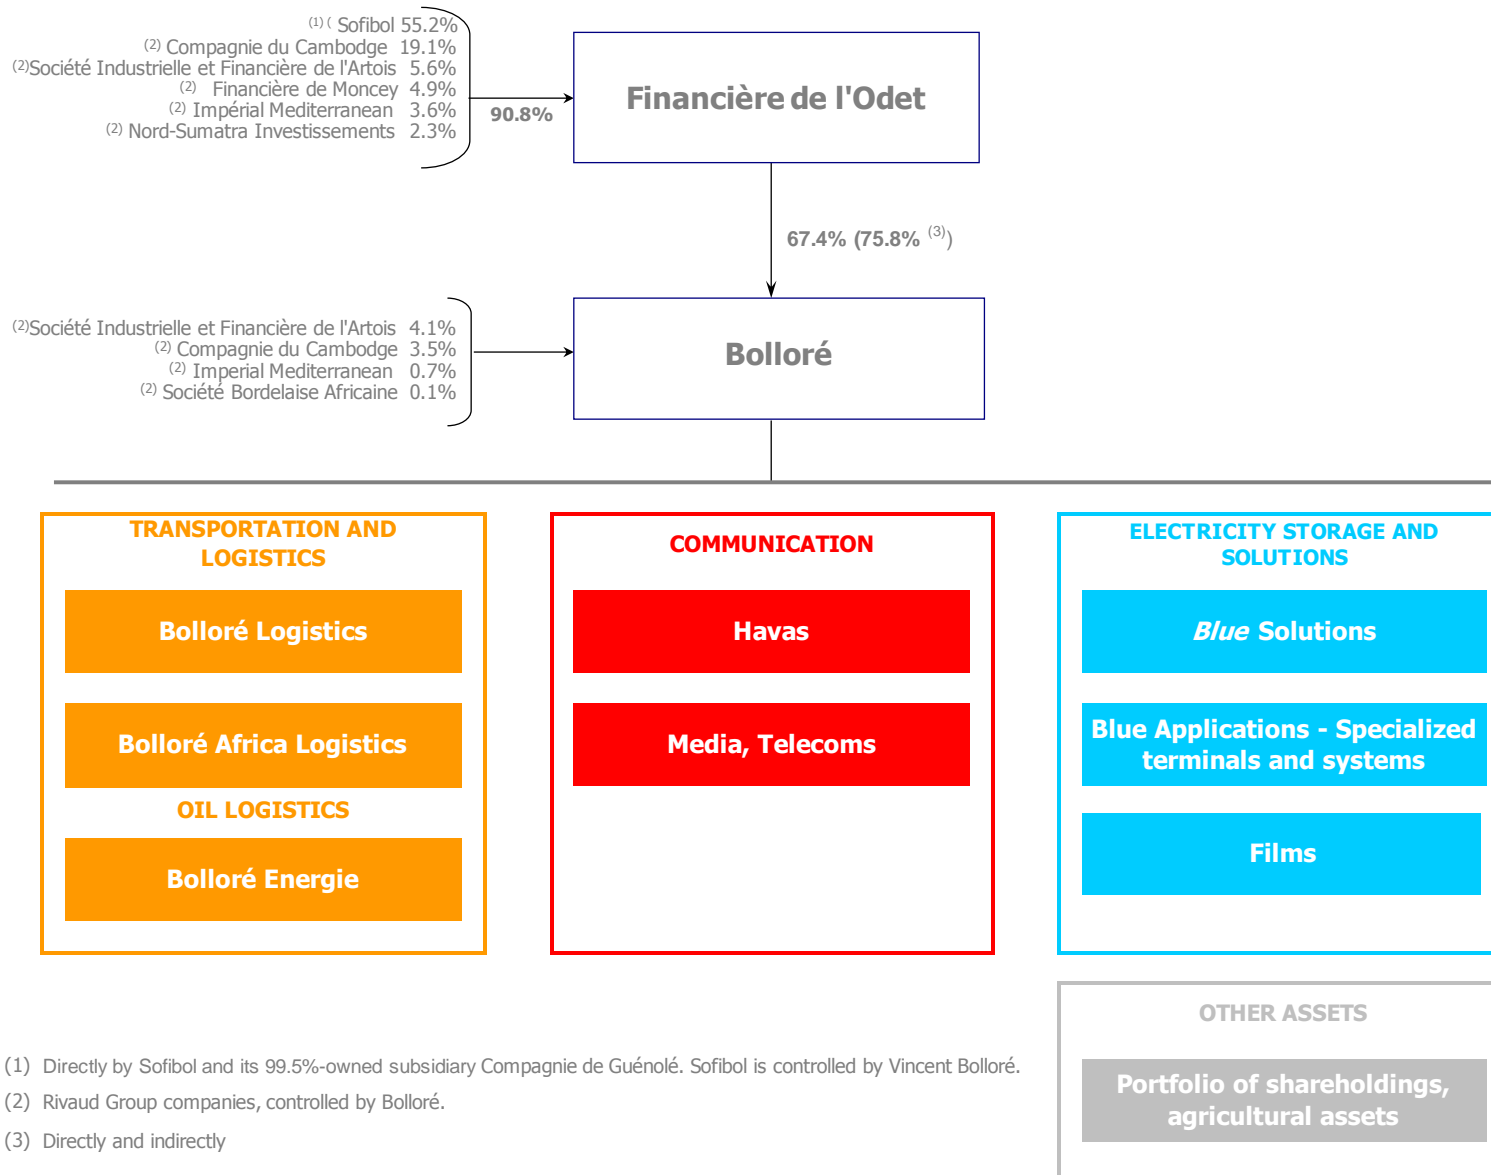 (1) ( Sofibol 55.2%
(2) Compagnie du Cambodge 19.1%
(2)Société Industrielle et Financière de l'Artois 5.6%
(2) Financière de Moncey 4.9%
(2) Impérial Mediterranean 3.6%
(2) Nord-Sumatra Investissements 2.3%
90.8%
Financière de l'Odet
67.4% (75.8% (3))
(2)Société Industrielle et Financière de l'Artois 4.1%
(2) Compagnie du Cambodge 3.5%
(2) Imperial Mediterranean 0.7%
(2) Société Bordelaise Africaine 0.1%
Bolloré
TRANSPORTATION AND
LOGISTICS
Bolloré Logistics
Bolloré Africa Logistics
OIL LOGISTICS
Bolloré Energie
COMMUNICATION
Havas
Media, Telecoms
ELECTRICITY STORAGE AND
SOLUTIONS
Blue Solutions
Blue Applications - Specialized
terminals and systems
Films
OTHER ASSETS
Portfolio of shareholdings,
agricultural assets
(1) Directly by Sofibol and its 99.5%-owned subsidiary Compagnie de Guénolé. Sofibol is controlled by Vincent Bolloré.
(2) Rivaud Group companies, controlled by Bolloré.
(3) Directly and indirectly